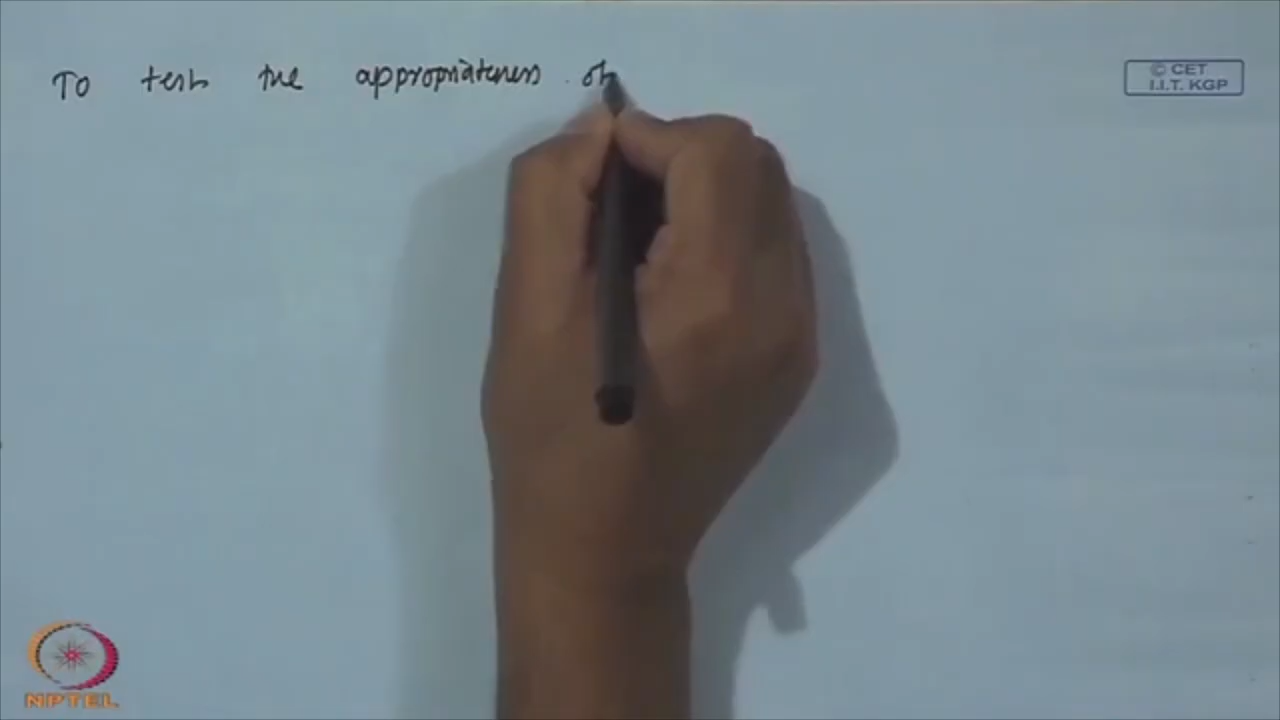 To test the appropriateness of
© CET
I.I.T. KGP
NPTEL